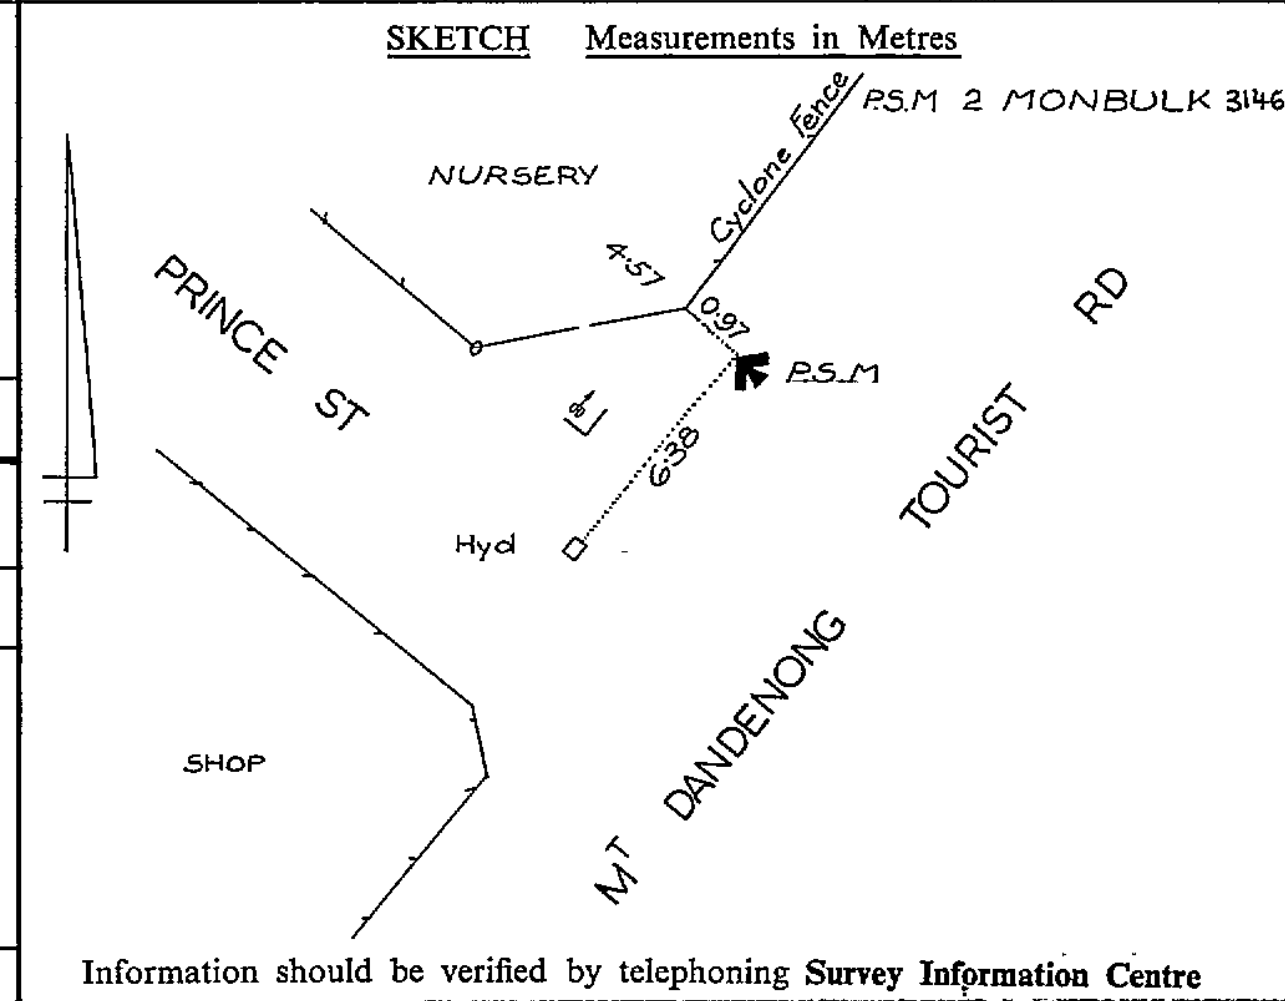 SKETCH Measurements in Metres
P.S.M 2 MONBULK 3146
Cyclone Fence
NURSERY
4.57
0.97
PRINCE ST
P.S.M
6.38
Hyd
MT DANDENONG TOURIST RD
SHOP
Information should be verified by telephoning Survey Information Centre